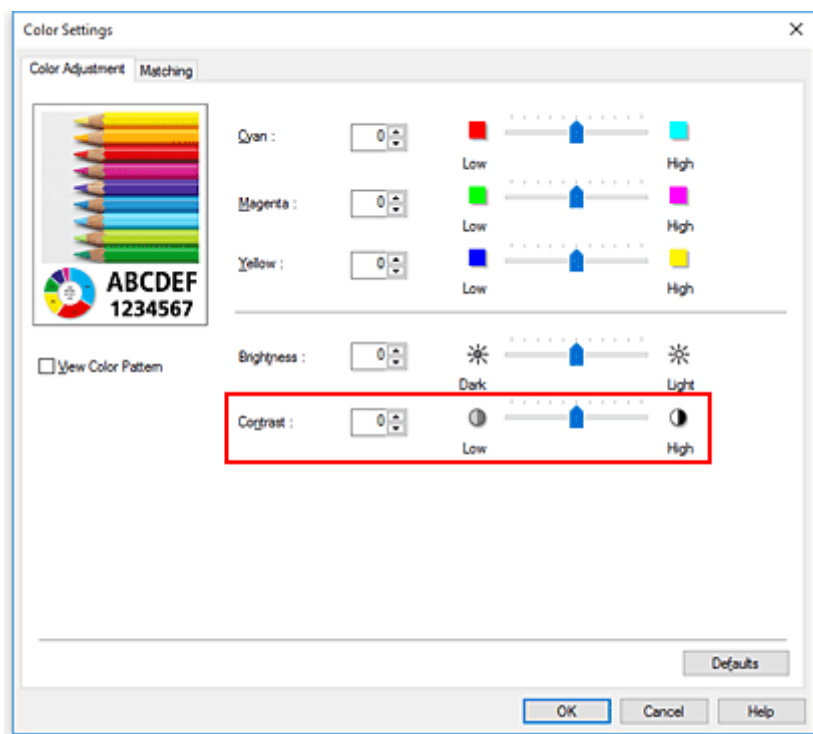 Color Settings
Color Adjustment Matching
Cyan : 0
Low High
Magenta : 0
Low High
Yellow : 0
Low High
ABCDEF
1234567
View Color Pattern
Brightness : 0
Dark Light
Contrast : 0
Low High
Defaults
OK Cancel Help